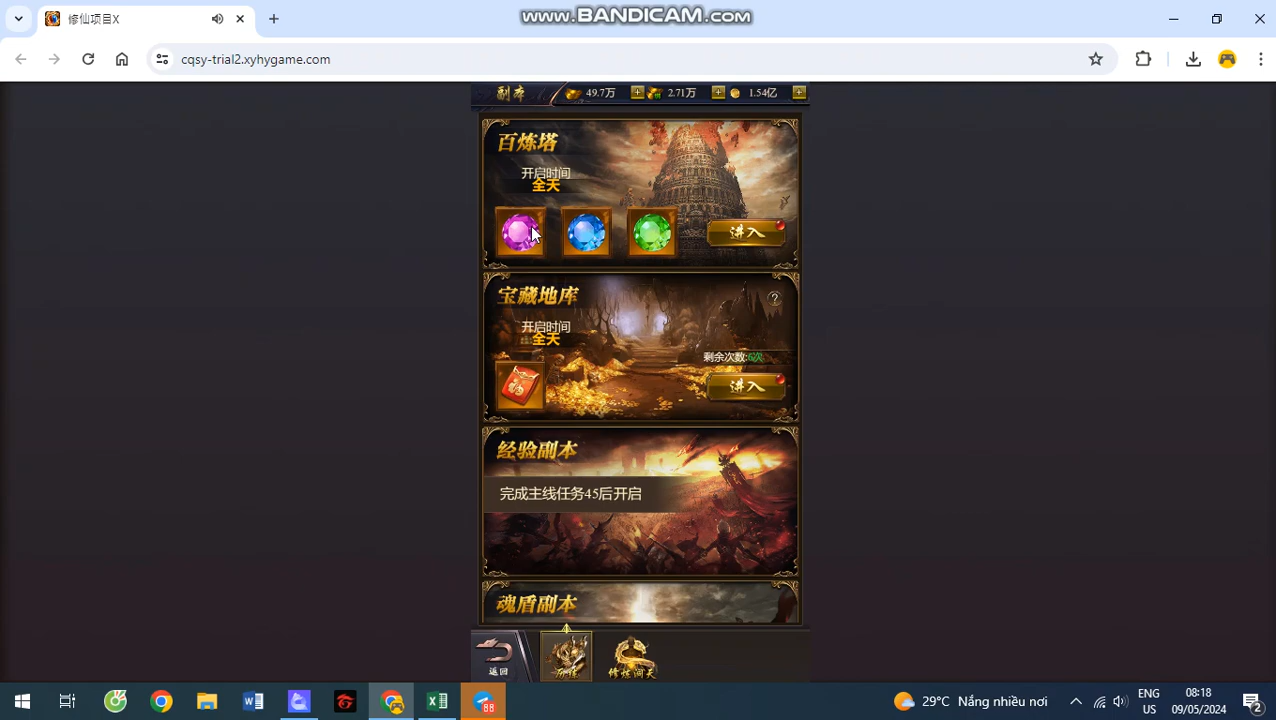 修仙项目X
WWW.BANDICAM.COM
cqsy-trial2.xyhygame.com
副本 49.7万 2.71万 1.54亿
百炼塔
开启时间
全天
进入
宝藏地库
?
开启时间
全天
剩余次数:6次
进入
经验副本
完成主线任务45后开启
魂盾副本
返回
修炼洞天
88
29°C Nắng nhiều nơi
ENG
US
08:18
09/05/2024
2